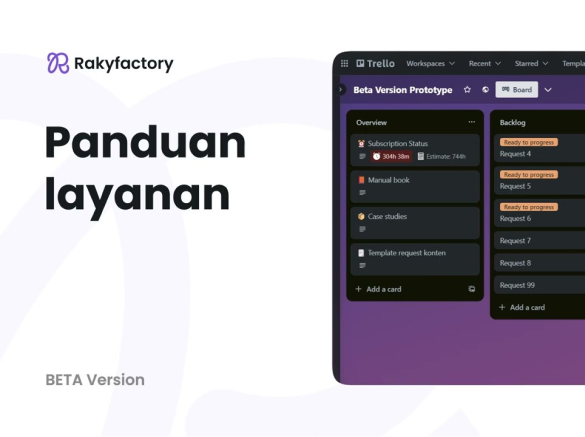 Rakyfactory
Panduan
layanan
BETA Version
Trello Workspaces Recent Starred
Beta Version Prototype Board
Overview
Subscription Status
304h 38m Estimate: 744h
Manual book
Case studies
Template request konten
Add a card
Backlog
Ready to progress
Request 4
Ready to progress
Request 5
Ready to progress
Request 6
Request 7
Request 8
Request 99
Add a card